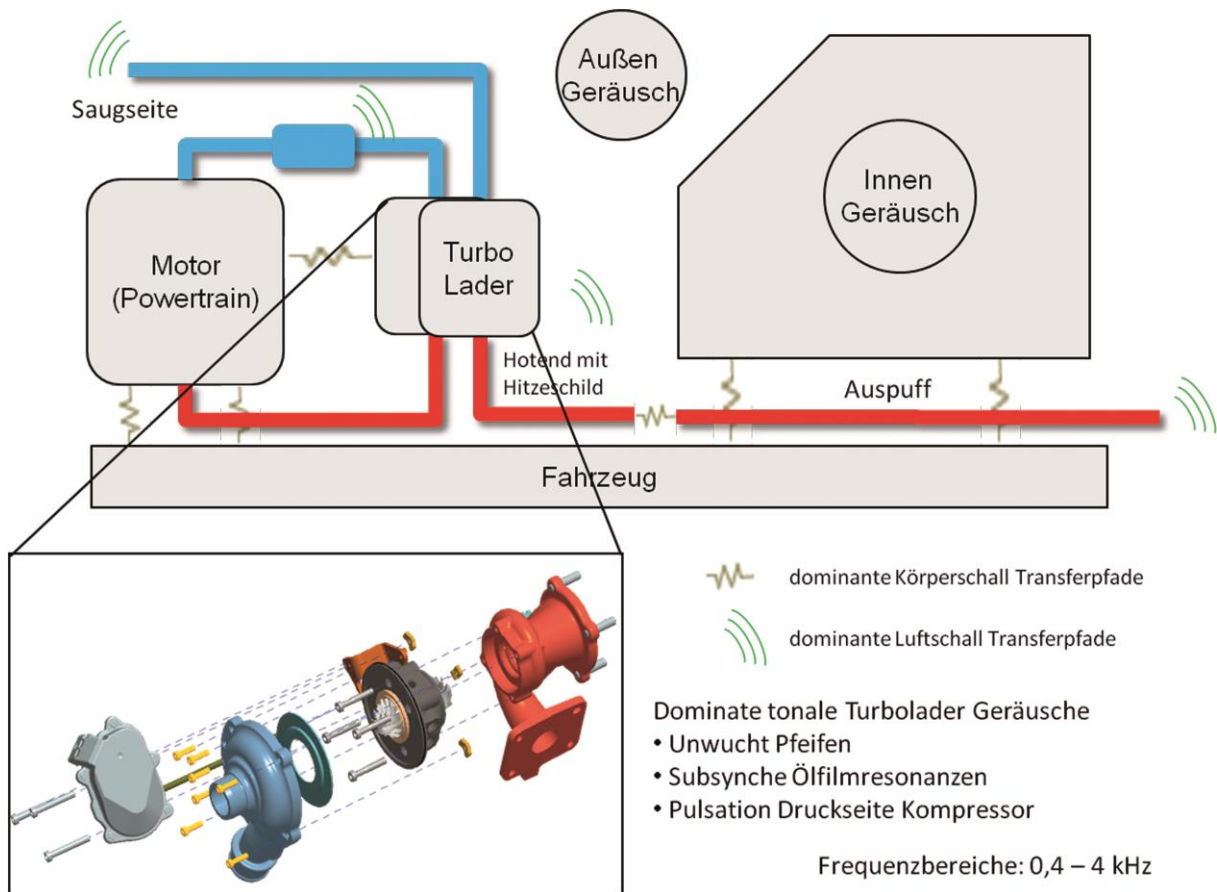 Außen
Geräusch
Saugseite
Innen
Geräusch
Motor
(Powertrain)
Turbo
Lader
Hotend mit
Hitzeschild
Auspuff
Fahrzeug
dominante Körperschall Transferpfade
dominante Luftschall Transferpfade
Dominate tonale Turbolader Geräusche
• Unwucht Pfeifen
• Subsynche Ölfilmresonanzen
• Pulsation Druckseite Kompressor
Frequenzbereiche: 0,4 – 4 kHz